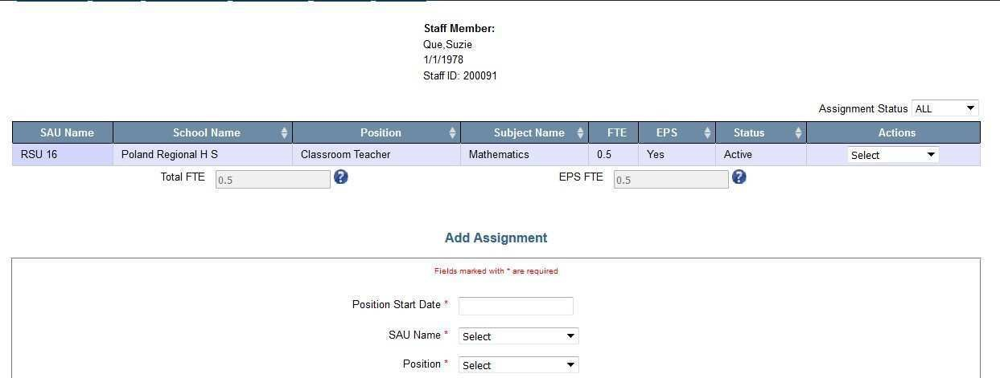 Staff Member:
Que,Suzie
1/1/1978
Staff ID: 200091
Assignment Status ALL
SAU Name School Name Position Subject Name FTE EPS Status Actions
RSU 16 Poland Regional H S Classroom Teacher Mathematics 0.5 Yes Active Select
Total FTE 0.5 ? EPS FTE 0.5 ?
Add Assignment
Fields marked with * are required
Position Start Date *
SAU Name * Select
Position * Select